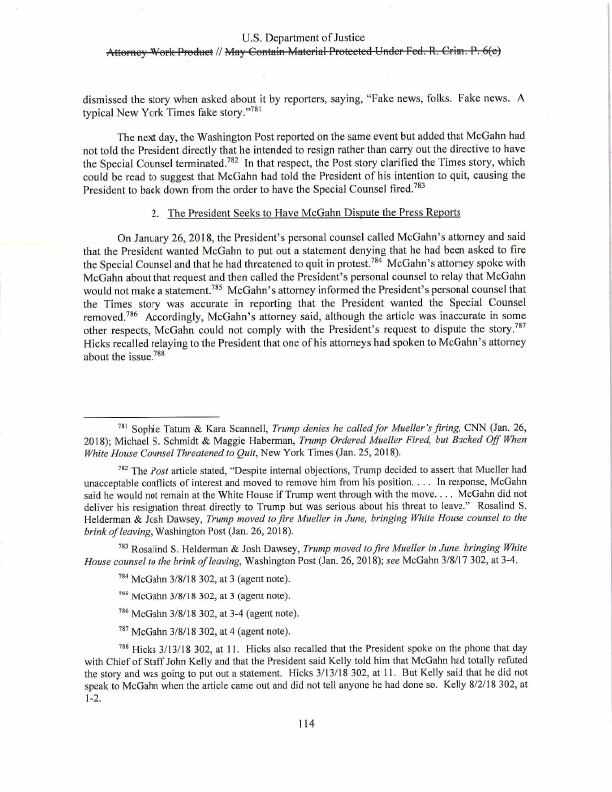 U.S. Department of Justice
Attorney Work Product // May Contain Material Protected Under Fed. R. Crim. P. 6(e)
dismissed the story when asked about it by reporters, saying, “Fake news, folks. Fake news. A
typical New York Times fake story.”781
The next day, the Washington Post reported on the same event but added that McGahn had
not told the President directly that he intended to resign rather than carry out the directive to have
the Special Counsel terminated.782 In that respect, the Post story clarified the Times story, which
could be read to suggest that McGahn had told the President of his intention to quit, causing the
President to back down from the order to have the Special Counsel fired.783
2. The President Seeks to Have McGahn Dispute the Press Reports
On January 26, 2018, the President’s personal counsel called McGahn’s attorney and said
that the President wanted McGahn to put out a statement denying that he had been asked to fire
the Special Counsel and that he had threatened to quit in protest.784 McGahn’s attorney spoke with
McGahn about that request and then called the President’s personal counsel to relay that McGahn
would not make a statement.785 McGahn’s attorney informed the President’s personal counsel that
the Times story was accurate in reporting that the President wanted the Special Counsel
removed.786 Accordingly, McGahn’s attorney said, although the article was inaccurate in some
other respects, McGahn could not comply with the President’s request to dispute the story.787
Hicks recalled relaying to the President that one of his attorneys had spoken to McGahn’s attorney
about the issue.788
781 Sophie Tatum & Kara Scannell, Trump denies he called for Mueller’s firing, CNN (Jan. 26,
2018); Michael S. Schmidt & Maggie Haberman, Trump Ordered Mueller Fired, but Backed Off When
White House Counsel Threatened to Quit, New York Times (Jan. 25, 2018).
782 The Post article stated, “Despite internal objections, Trump decided to assert that Mueller had
unacceptable conflicts of interest and moved to remove him from his position. . . . In response, McGahn
said he would not remain at the White House if Trump went through with the move. . . . McGahn did not
deliver his resignation threat directly to Trump but was serious about his threat to leave.” Rosalind S.
Helderman & Josh Dawsey, Trump moved to fire Mueller in June, bringing White House counsel to the
brink of leaving, Washington Post (Jan. 26, 2018).
783 Rosalind S. Helderman & Josh Dawsey, Trump moved to fire Mueller in June, bringing White
House counsel to the brink of leaving, Washington Post (Jan. 26, 2018); see McGahn 3/8/17 302, at 3-4.
784 McGahn 3/8/18 302, at 3 (agent note).
785 McGahn 3/8/18 302, at 3 (agent note).
786 McGahn 3/8/18 302, at 3-4 (agent note).
787 McGahn 3/8/18 302, at 4 (agent note).
788 Hicks 3/13/18 302, at 11. Hicks also recalled that the President spoke on the phone that day
with Chief of Staff John Kelly and that the President said Kelly told him that McGahn had totally refuted
the story and was going to put out a statement. Hicks 3/13/18 302, at 11. But Kelly said that he did not
speak to McGahn when the article came out and did not tell anyone he had done so. Kelly 8/2/18 302, at
1-2.
114